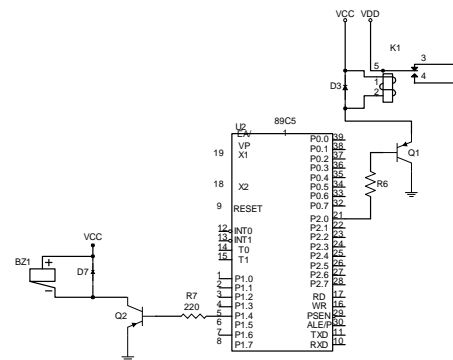 VCC VDD
K1
5 3
1 4
2
D3
U2 89C51
EA/VP
19 X1
18 X2
9 RESET
12 INT0
13 INT1
14 T0
15 T1
1 P1.0
2 P1.1
3 P1.2
4 P1.3
5 P1.4
6 P1.5
7 P1.6
8 P1.7
P0.0 39
P0.1 38
P0.2 37
P0.3 36
P0.4 35
P0.5 34
P0.6 33
P0.7 32
P2.0 21
P2.1 22
P2.2 23
P2.3 24
P2.4 25
P2.5 26
P2.6 27
P2.7 28
RD 17
WR 16
PSEN 29
ALE/P 30
TXD 11
RXD 10
Q1
R6
VCC
BZ1 +
D7
R7
220
Q2